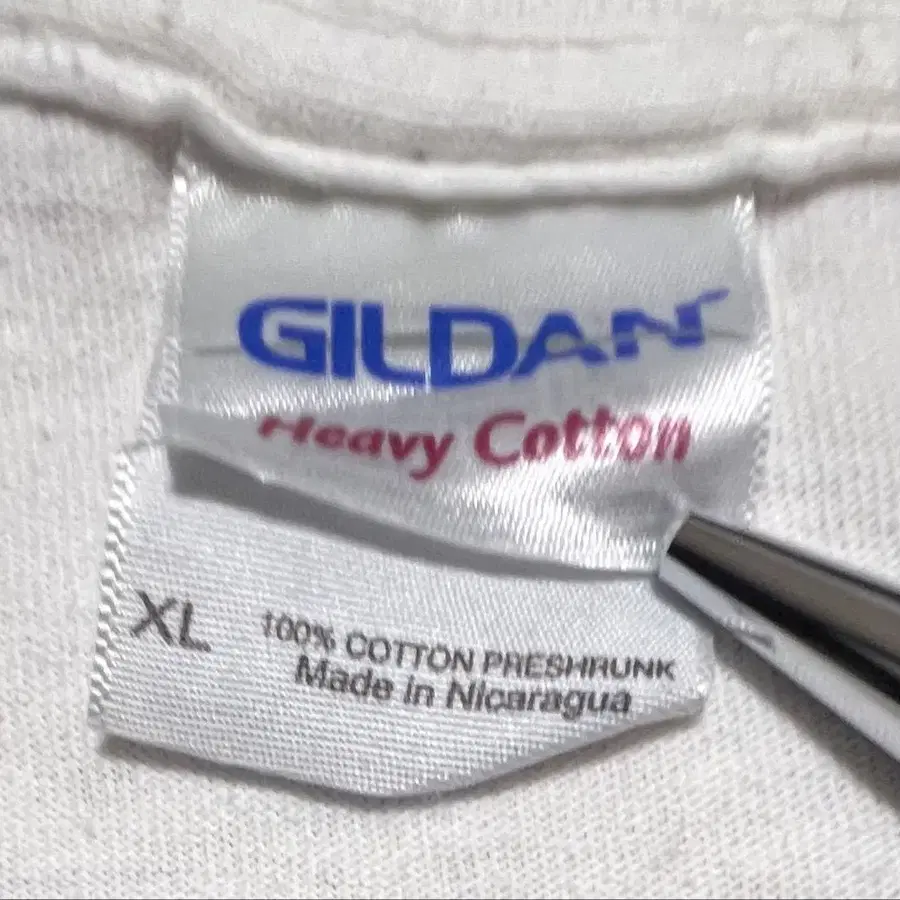 GILDAN
Heavy Cotton
XL
100% COTTON PRESHRUNK
Made in Nicaragua